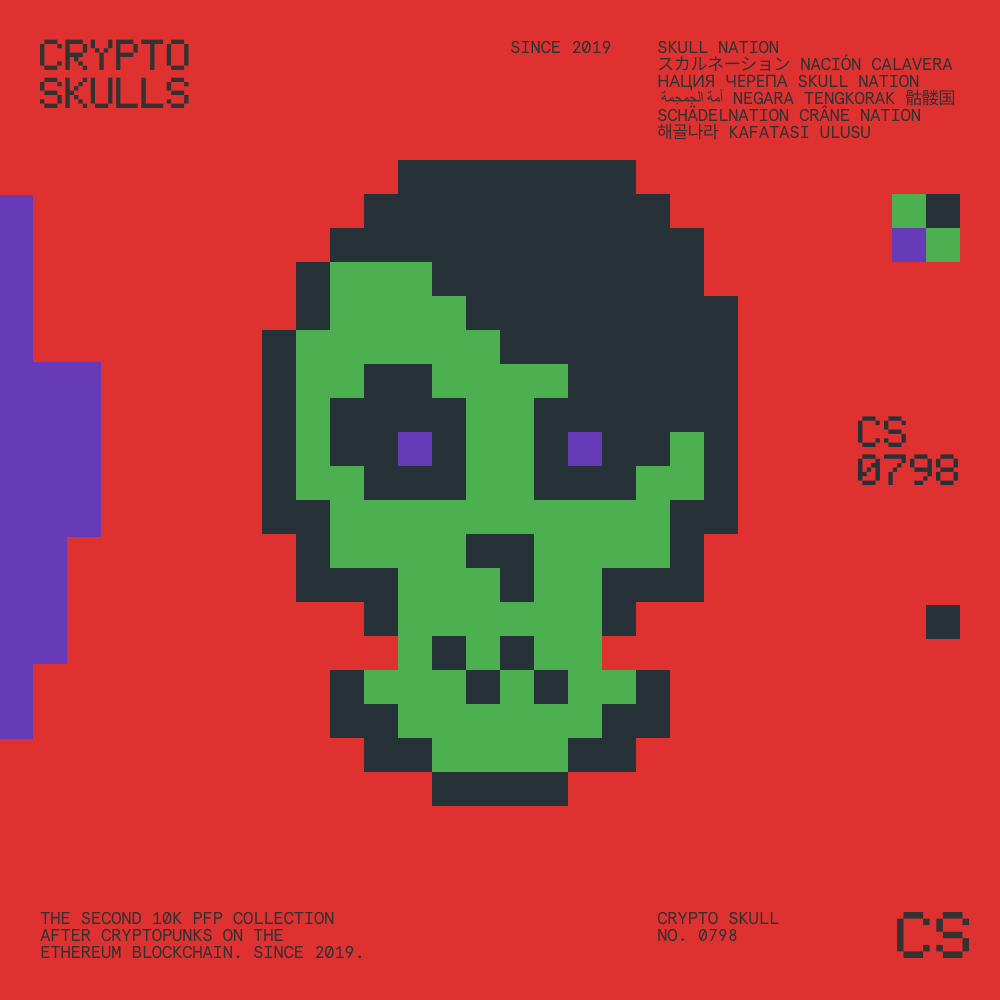 CRYPTO
SKULLS
SINCE 2019
SKULL NATION
スカルネーション NACIÓN CALAVERA
НАЦИЯ ЧЕРЕПА SKULL NATION
أمة الجمجمة NEGARA TENGKORAK 骷髅国
SCHÄDELNATION CRÂNE NATION
해골나라 KAFATASI ULUSU
CS
0798
THE SECOND 10K PFP COLLECTION
AFTER CRYPTOPUNKS ON THE
ETHEREUM BLOCKCHAIN. SINCE 2019.
CRYPTO SKULL
NO. 0798
CS